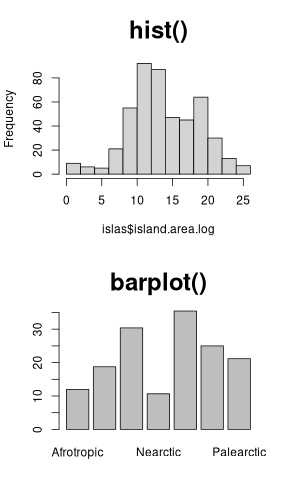 hist()
Frequency
80
60
40
20
0
0 5 10 15 20 25
islas$island.area.log
barplot()
30
20
10
0
Afrotropic Nearctic Palearctic